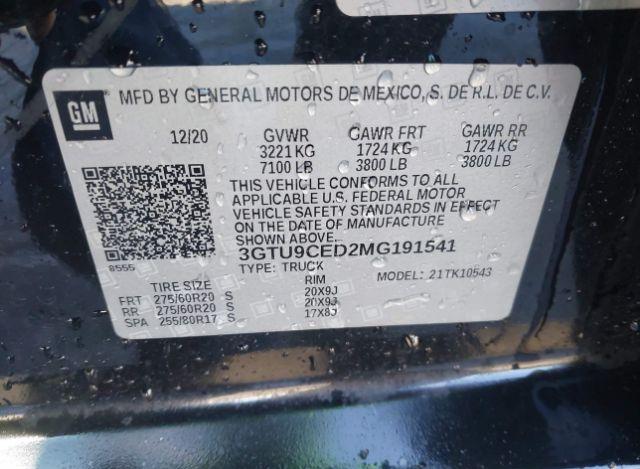 GM
MFD BY GENERAL MOTORS DE MEXICO, S. DE R.L. DE C.V.
12/20 GVWR GAWR FRT GAWR RR
3221 KG 1724 KG 1724 KG
7100 LB 3800 LB 3800 LB
THIS VEHICLE CONFORMS TO ALL
APPLICABLE U.S. FEDERAL MOTOR
VEHICLE SAFETY STANDARDS IN EFFECT
ON THE DATE OF MANUFACTURE
SHOWN ABOVE.
8555 3GTU9CED2MG191541
TYPE: TRUCK MODEL: 21TK10543
TIRE SIZE RIM
FRT 275/60R20 S 20X9J
RR 275/60R20 S 20X9J
SPA 255/80R17 S 17X8J